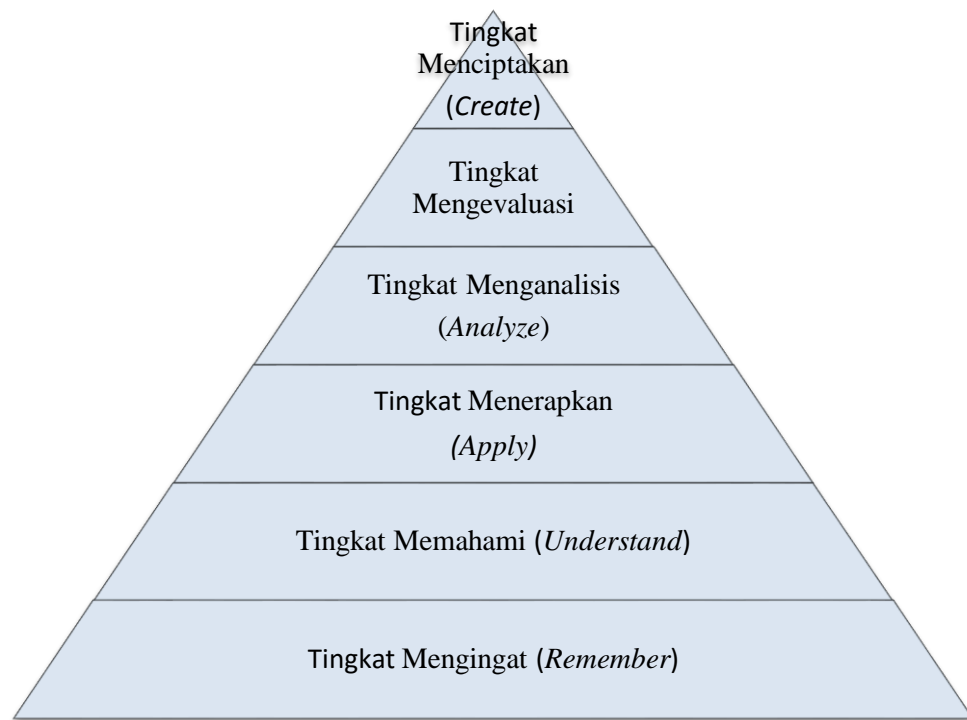 Tingkat
Menciptakan
(Create)
Tingkat
Mengevaluasi
Tingkat Menganalisis
(Analyze)
Tingkat Menerapkan
(Apply)
Tingkat Memahami (Understand)
Tingkat Mengingat (Remember)